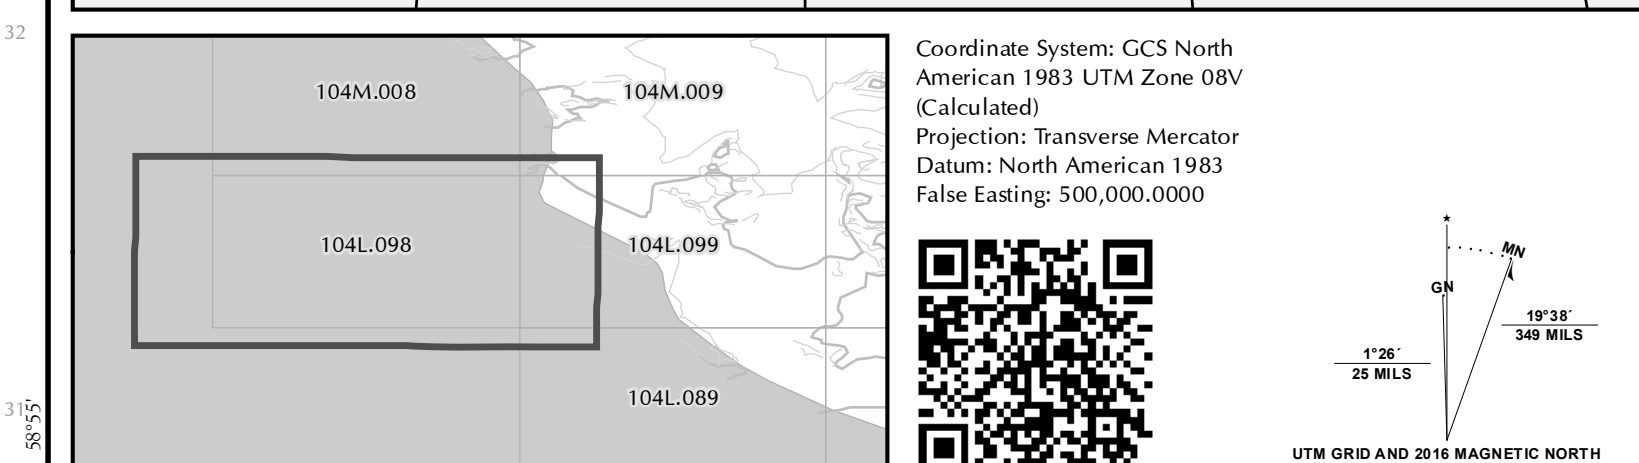 32
104M.008
104M.009
104L.098
104L.099
104L.089
31
58°55'
Coordinate System: GCS North
American 1983 UTM Zone 08V
(Calculated)
Projection: Transverse Mercator
Datum: North American 1983
False Easting: 500,000.0000
MN
GN
19°38´
349 MILS
1°26´
25 MILS
UTM GRID AND 2016 MAGNETIC NORTH